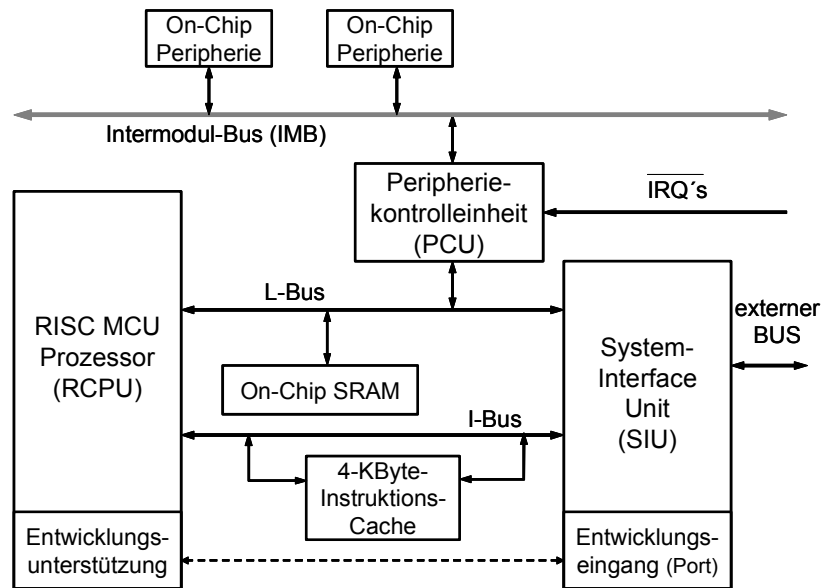 On-Chip
Peripherie
On-Chip
Peripherie
Intermodul-Bus (IMB)
Peripherie-
kontrolleinheit
(PCU)
IRQ´s
RISC MCU
Prozessor
(RCPU)
L-Bus
On-Chip SRAM
I-Bus
4-KByte-
Instruktions-
Cache
System-
Interface
Unit
(SIU)
externer
BUS
Entwicklungs-
unterstützung
Entwicklungs-
eingang (Port)